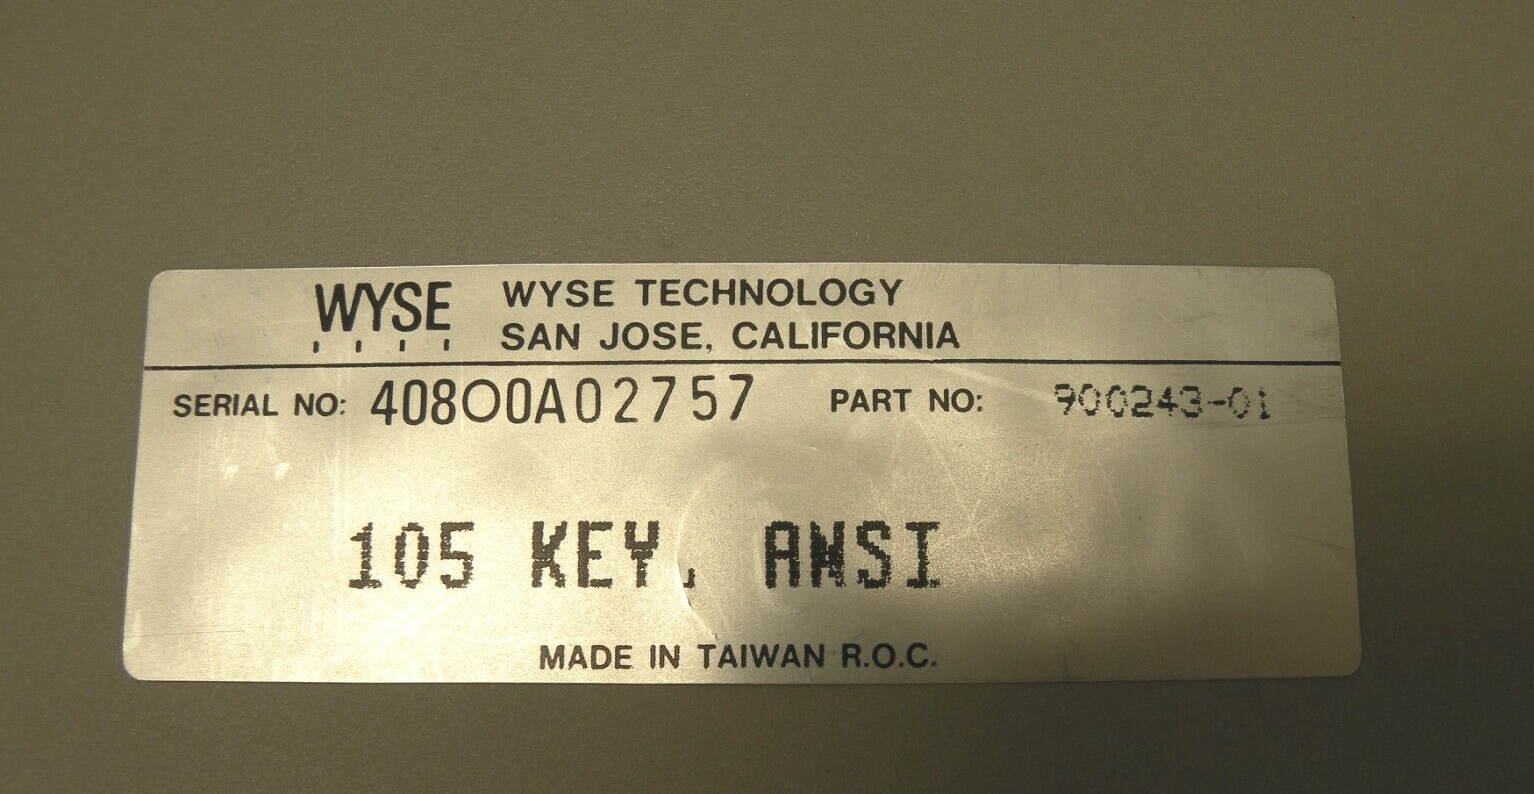 WYSE WYSE TECHNOLOGY
SAN JOSE, CALIFORNIA
SERIAL NO: 40800A02757 PART NO: 900243-01
105 KEY, ANSI
MADE IN TAIWAN R.O.C.